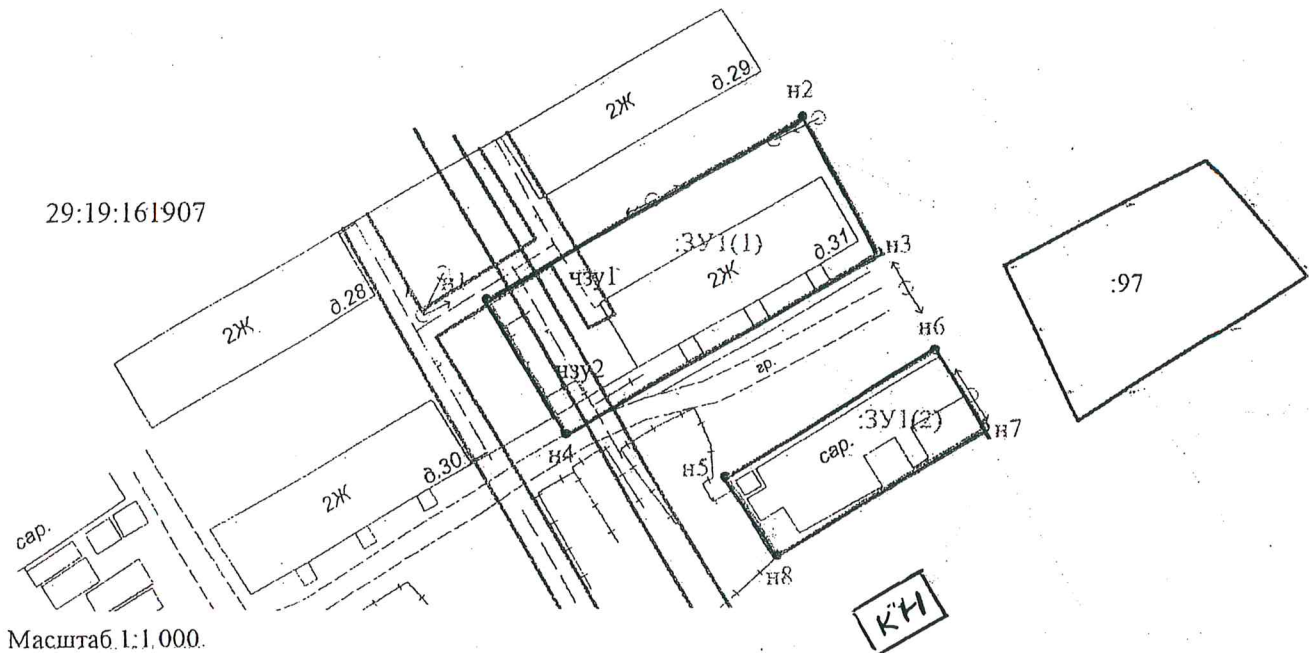 д.29
2Ж
н2
29:19:161907
:ЗУ1(1)
д.31
н3
н1
чзу1
2Ж
:97
д.28
2Ж
н6
нзу2
гр.
:ЗУ1(2)
сар.
н7
н4
н5
д.30
2Ж
сар.
н8
КН
Масштаб 1:1 000